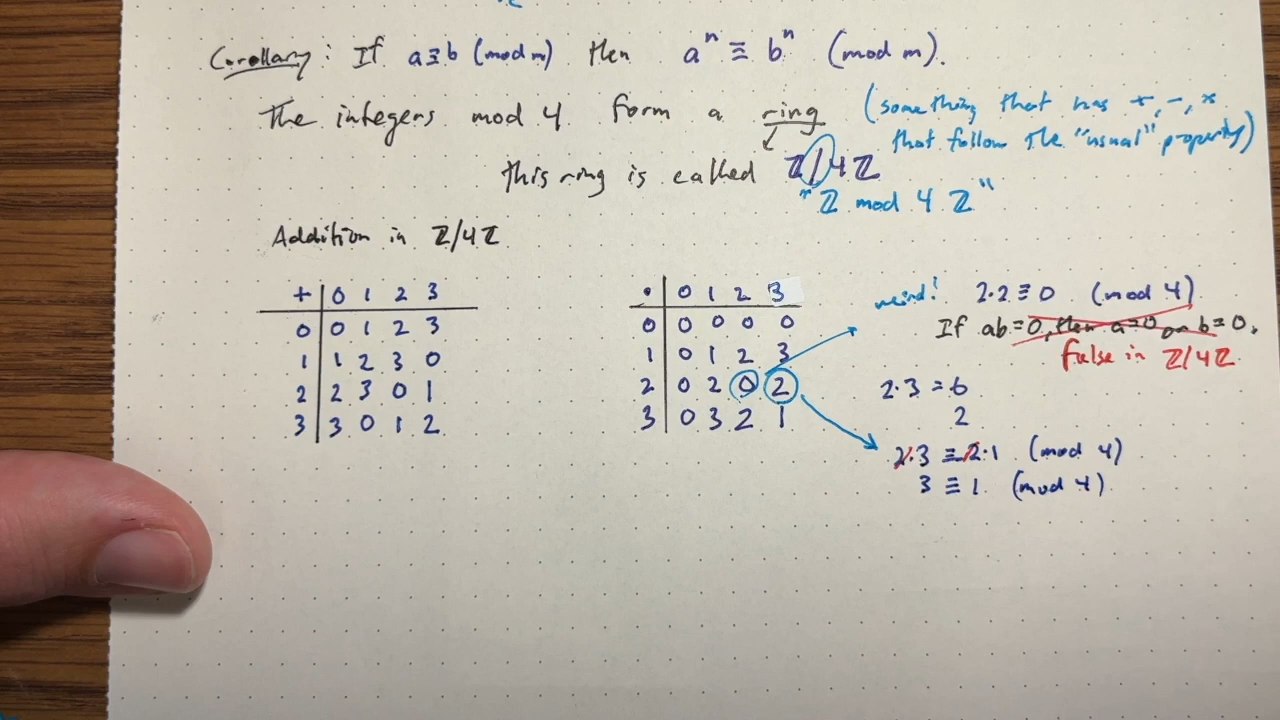 Corollary: If a≡b (mod m) then aⁿ ≡ bⁿ (mod m).
The integers mod 4 form a ring (something that has +, -, ×
that follow the "usual" property)
this ring is called ℤ/4ℤ
"ℤ mod 4 ℤ"
Addition in ℤ/4ℤ
+ 0 1 2 3
0 0 1 2 3
1 1 2 3 0
2 2 3 0 1
3 3 0 1 2
· 0 1 2 3
0 0 0 0 0
1 0 1 2 3
2 0 2 0 2
3 0 3 2 1
weird! 2·2≡0 (mod 4)
If ab=0, then a=0 or b=0.
false in ℤ/4ℤ
2·3 = 6
2
2·3 ≡ 2·1 (mod 4)
3 ≡ 1 (mod 4)